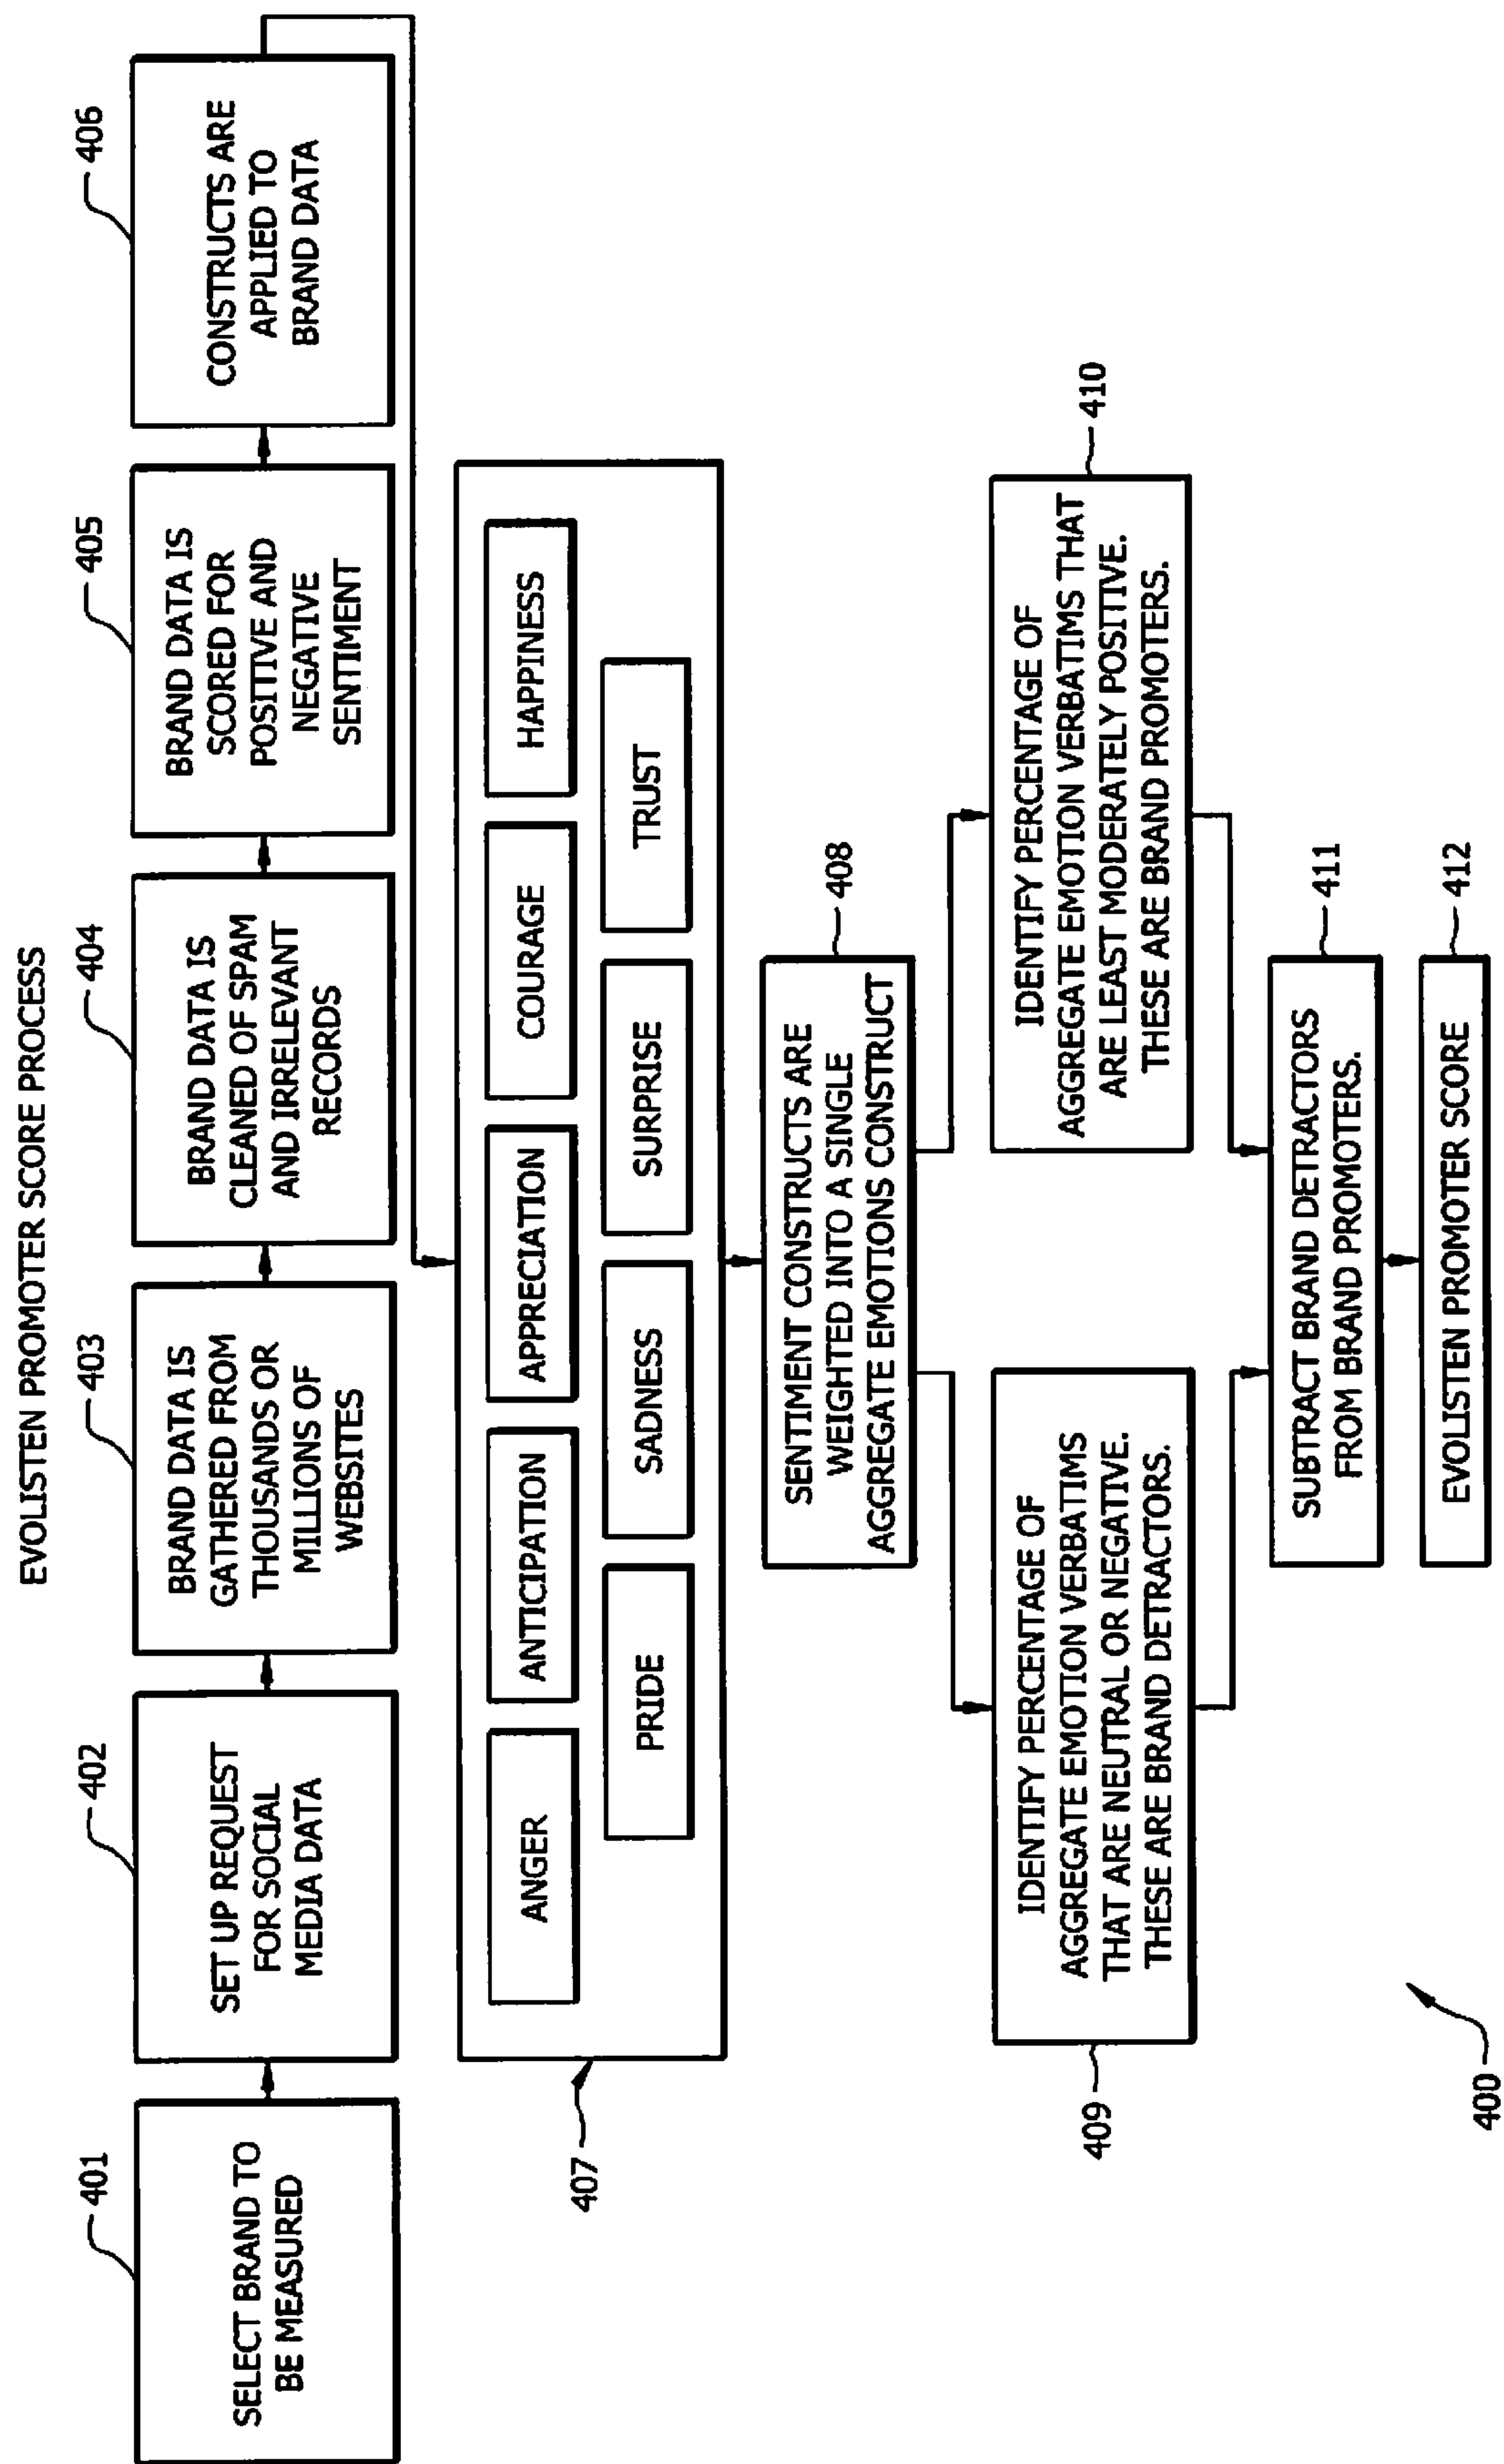 EVOLISTEN PROMOTER SCORE PROCESS
401
SELECT BRAND TO
BE MEASURED
402
SET UP REQUEST
FOR SOCIAL
MEDIA DATA
403
BRAND DATA IS
GATHERED FROM
THOUSANDS OR
MILLIONS OF
WEBSITES
404
BRAND DATA IS
CLEANED OF SPAM
AND IRRELEVANT
RECORDS
405
BRAND DATA IS
SCORED FOR
POSITIVE AND
NEGATIVE
SENTIMENT
406
CONSTRUCTS ARE
APPLIED TO
BRAND DATA
407
ANGER
ANTICIPATION
APPRECIATION
COURAGE
HAPPINESS
PRIDE
SADNESS
SURPRISE
TRUST
408
SENTIMENT CONSTRUCTS ARE
WEIGHTED INTO A SINGLE
AGGREGATE EMOTIONS CONSTRUCT
409
IDENTIFY PERCENTAGE OF
AGGREGATE EMOTION VERBATIMS
THAT ARE NEUTRAL OR NEGATIVE.
THESE ARE BRAND DETRACTORS.
410
IDENTIFY PERCENTAGE OF
AGGREGATE EMOTION VERBATIMS THAT
ARE LEAST MODERATELY POSITIVE.
THESE ARE BRAND PROMOTERS.
411
SUBTRACT BRAND DETRACTORS
FROM BRAND PROMOTERS.
412
EVOLISTEN PROMOTER SCORE
400